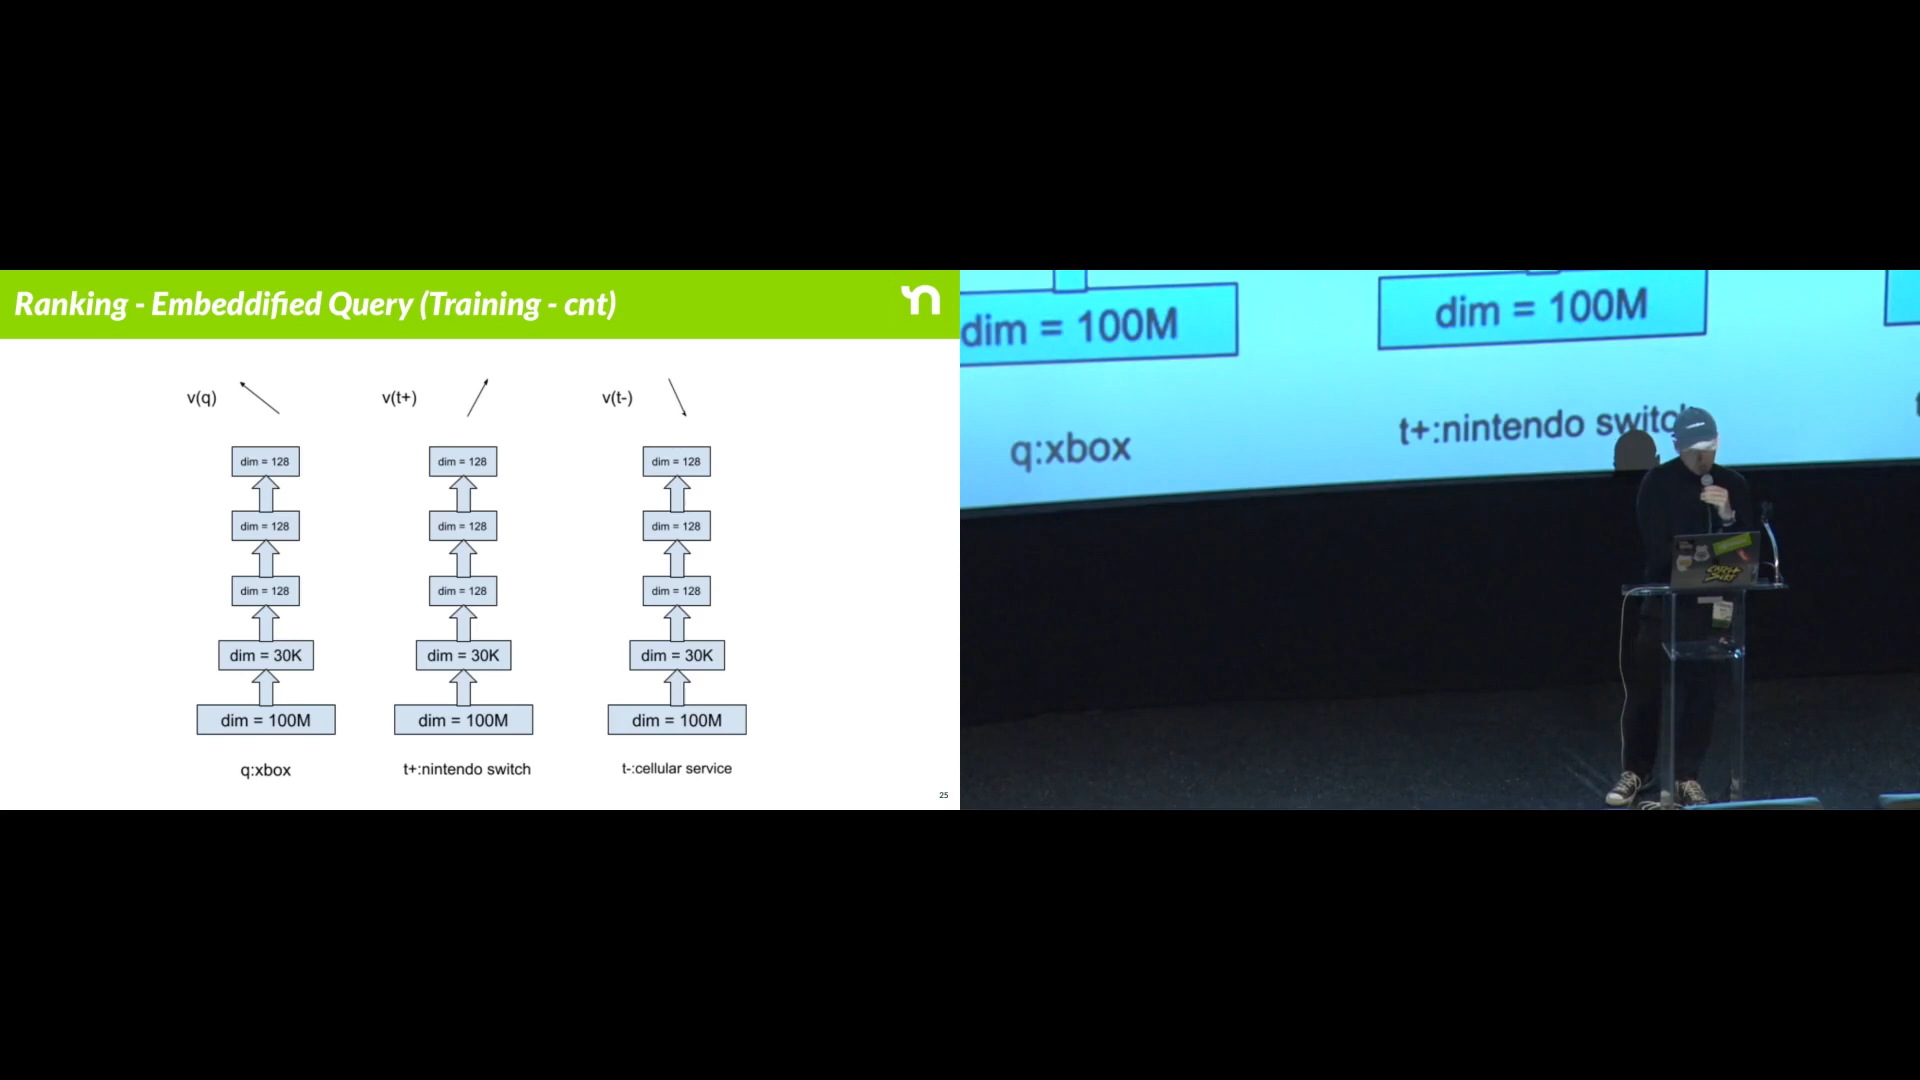 Ranking - Embeddified Query (Training - cnt)
v(q)
v(t+)
v(t-)
dim = 128
dim = 128
dim = 128
dim = 128
dim = 128
dim = 128
dim = 128
dim = 128
dim = 128
dim = 30K
dim = 30K
dim = 30K
dim = 100M
dim = 100M
dim = 100M
q:xbox
t+:nintendo switch
t-:cellular service
25
dim = 100M
dim = 100M
q:xbox
t+:nintendo switch